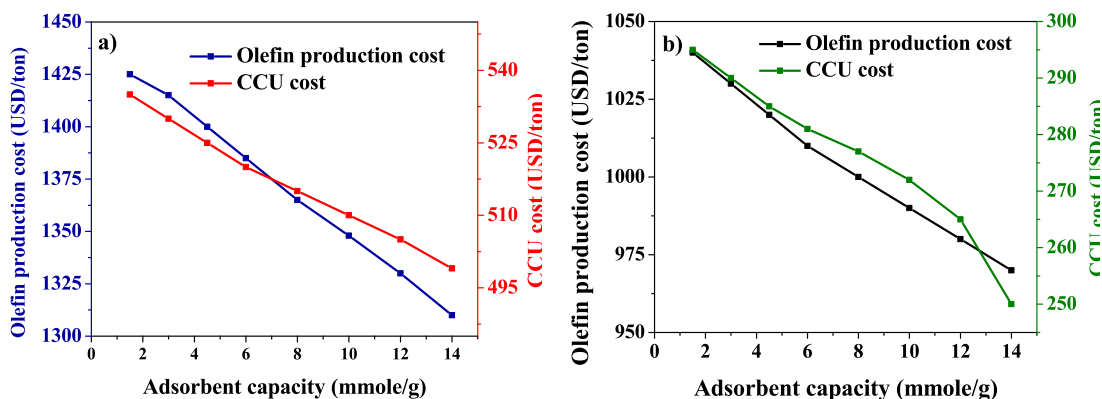 a)
Olefin production cost
CCU cost
Olefin production cost (USD/ton)
1450
1425
1400
1375
1350
1325
1300
CCU cost (USD/ton)
540
525
510
495
0 2 4 6 8 10 12 14
Adsorbent capacity (mmole/g)
b)
Olefin production cost
CCU cost
Olefin production cost (USD/ton)
1050
1025
1000
975
950
CCU cost (USD/ton)
300
290
280
270
260
250
0 2 4 6 8 10 12 14
Adsorbent capacity (mmole/g)